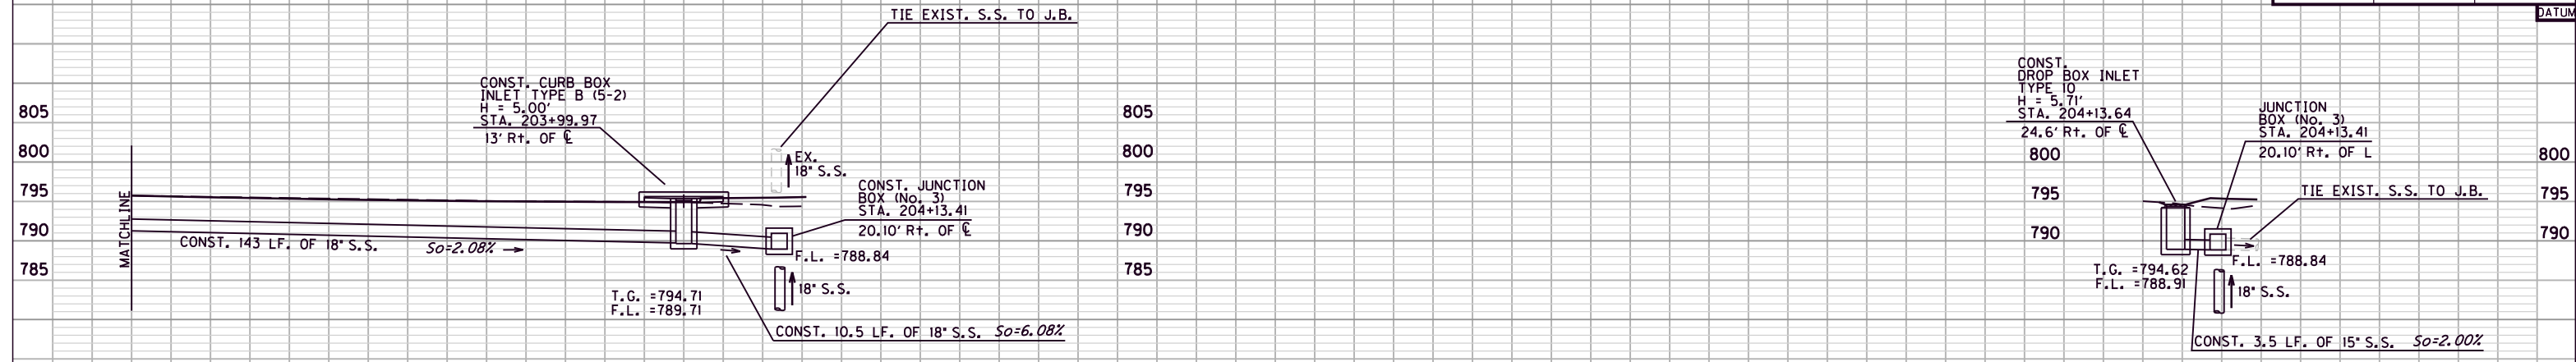 TIE EXIST. S.S. TO J.B.
CONST. CURB BOX
INLET TYPE B (5-2)
H = 5.00'
STA. 203+99.97
13' Rt. OF ℄
805
800
795
790
785
MATCHLINE
CONST. 143 LF. OF 18" S.S.
So=2.08%
EX.
18" S.S.
CONST. JUNCTION
BOX (No. 3)
STA. 204+13.41
20.10' Rt. OF ℄
F.L. =788.84
18" S.S.
T.G. =794.71
F.L. =789.71
CONST. 10.5 LF. OF 18" S.S. So=6.08%
805
800
795
790
785
CONST.
DROP BOX INLET
TYPE 10
H = 5.71'
STA. 204+13.64
24.6' Rt. OF ℄
800
795
790
JUNCTION
BOX (No. 3)
STA. 204+13.41
20.10' Rt. OF L
TIE EXIST. S.S. TO J.B.
F.L. =788.84
T.G. =794.62
F.L. =788.91
18" S.S.
CONST. 3.5 LF. OF 15" S.S. So=2.00%
DATUM
800
795
790